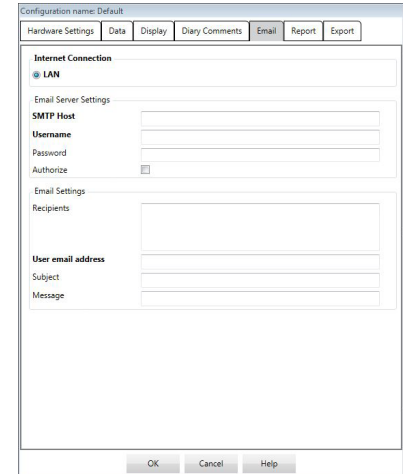 Configuration name: Default
Hardware Settings Data Display Diary Comments Email Report Export
Internet Connection
LAN
Email Server Settings
SMTP Host
Username
Password
Authorize
Email Settings
Recipients
User email address
Subject
Message
OK Cancel Help